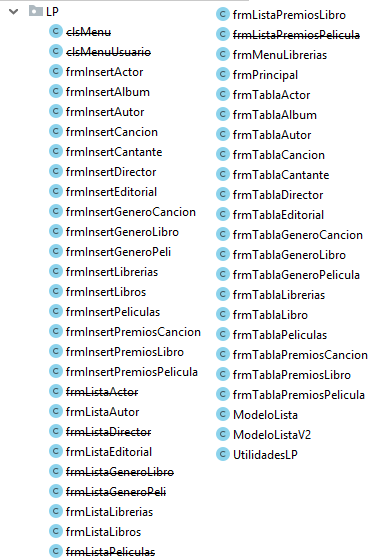 LP
clsMenu
clsMenuUsuario
frmInsertActor
frmInsertAlbum
frmInsertAutor
frmInsertCancion
frmInsertCantante
frmInsertDirector
frmInsertEditorial
frmInsertGeneroCancion
frmInsertGeneroLibro
frmInsertGeneroPeli
frmInsertLibrerias
frmInsertLibros
frmInsertPeliculas
frmInsertPremiosCancion
frmInsertPremiosLibro
frmInsertPremiosPelicula
frmListaActor
frmListaAutor
frmListaDirector
frmListaEditorial
frmListaGeneroLibro
frmListaGeneroPeli
frmListaLibrerias
frmListaLibros
frmListaPeliculas
frmListaPremiosLibro
frmListaPremiosPelicula
frmMenuLibrerias
frmPrincipal
frmTablaActor
frmTablaAlbum
frmTablaAutor
frmTablaCancion
frmTablaCantante
frmTablaDirector
frmTablaEditorial
frmTablaGeneroCancion
frmTablaGeneroLibro
frmTablaGeneroPelicula
frmTablaLibrerias
frmTablaLibro
frmTablaPeliculas
frmTablaPremiosCancion
frmTablaPremiosLibro
frmTablaPremiosPelicula
ModeloLista
ModeloListaV2
UtilidadesLP